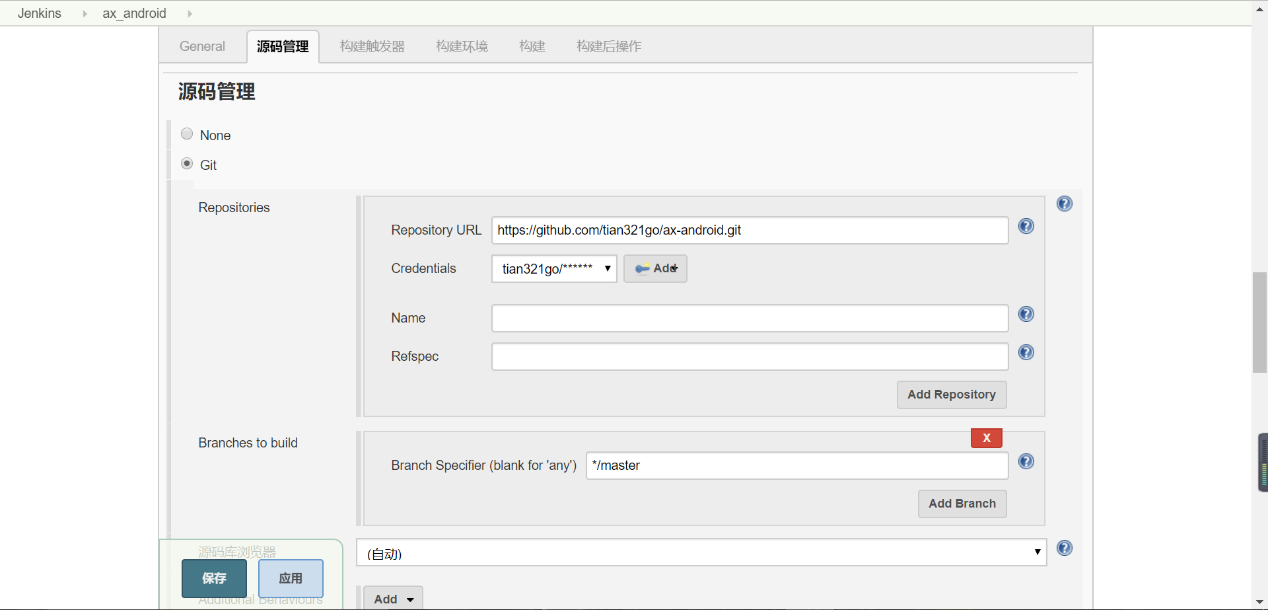 Jenkins ax_android
General 源码管理 构建触发器 构建环境 构建 构建后操作
源码管理
None
Git
Repositories
Repository URL https://github.com/tian321go/ax-android.git
Credentials tian321go/****** Add
Name
Refspec
Add Repository
Branches to build
X
Branch Specifier (blank for 'any') */master
Add Branch
源码库浏览器 (自动)
保存 应用
Additional Behaviours Add